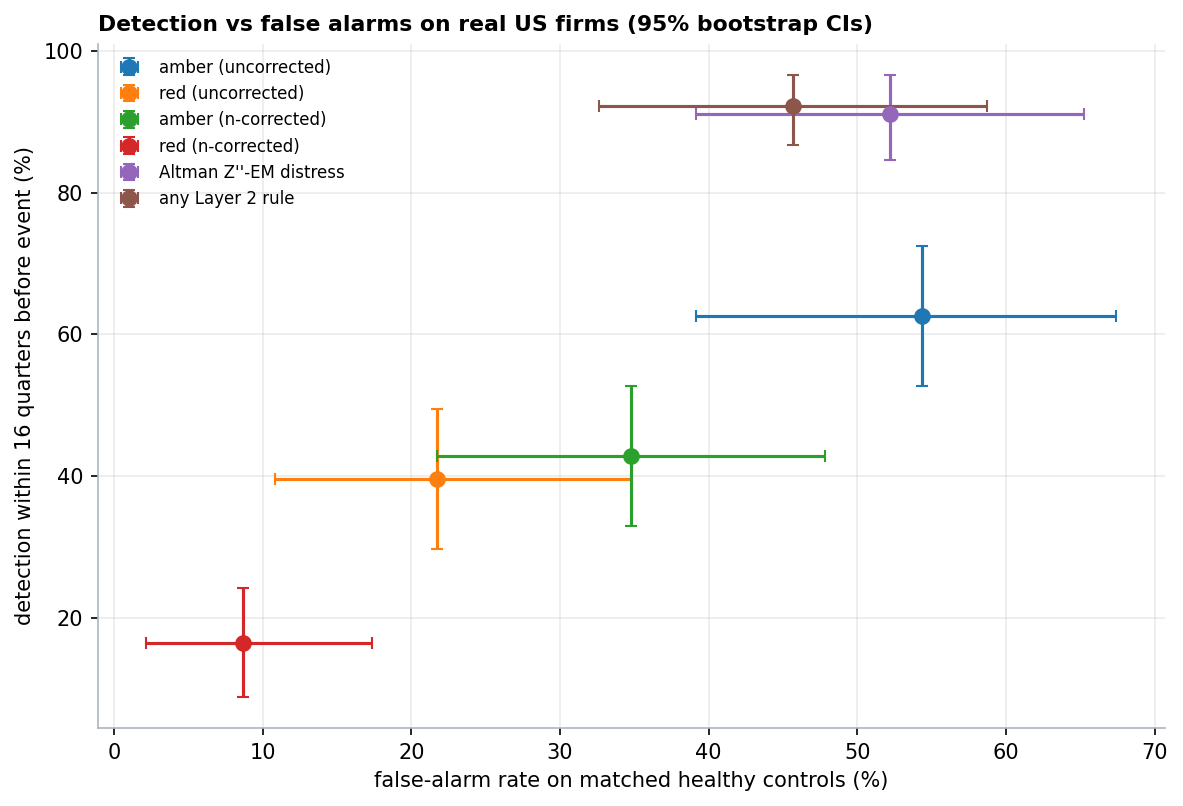 Detection vs false alarms on real US firms (95% bootstrap CIs)
amber (uncorrected)
red (uncorrected)
amber (n-corrected)
red (n-corrected)
Altman Z''-EM distress
any Layer 2 rule
detection within 16 quarters before event (%)
100
80
60
40
20
0 10 20 30 40 50 60 70
false-alarm rate on matched healthy controls (%)